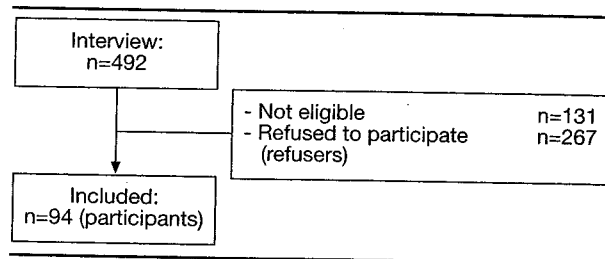 Interview:
n=492
- Not eligible n=131
- Refused to participate n=267
(refusers)
Included:
n=94 (participants)